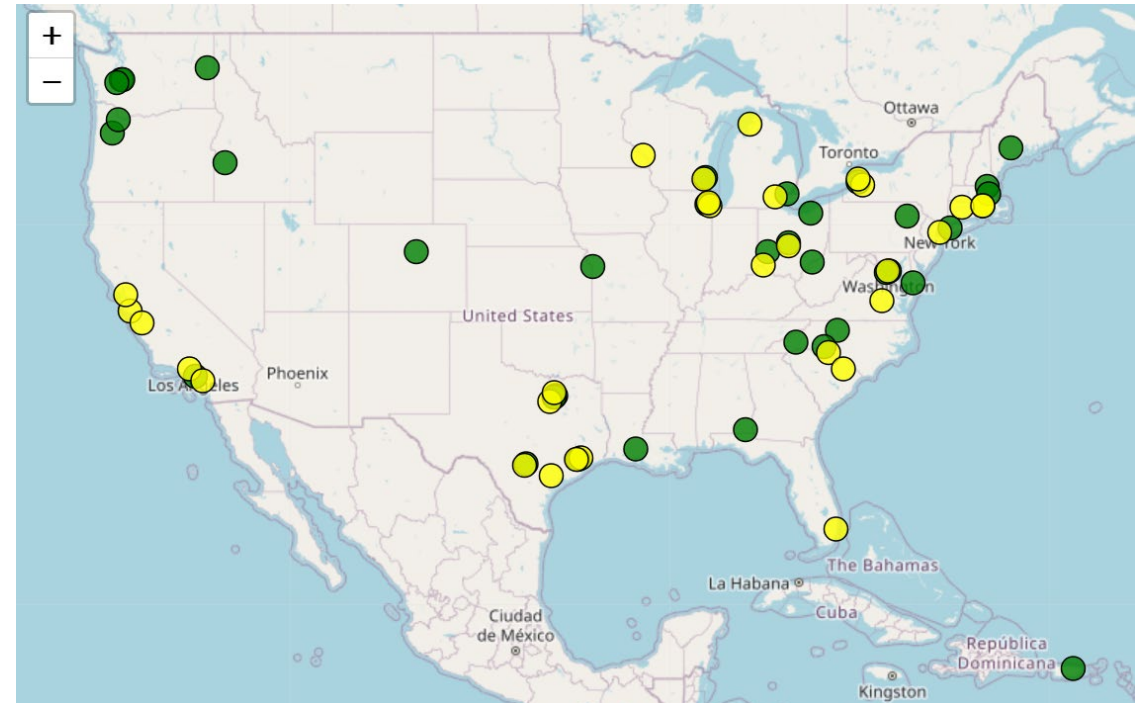 +
−
Ottawa
Toronto
New York
Washington
United States
Phoenix
Los Angeles
The Bahamas
La Habana
Cuba
Ciudad
de México
República
Dominicana
Kingston